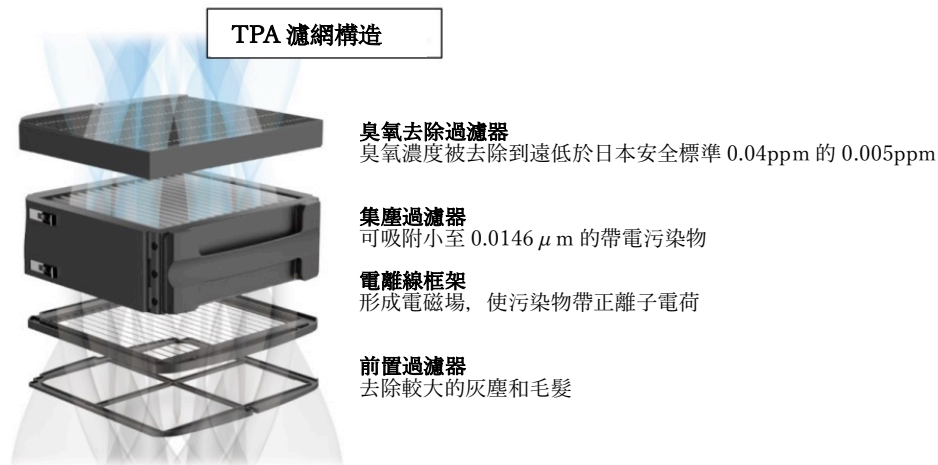 TPA 濾網構造
臭氧去除過濾器
臭氧濃度被去除到遠低於日本安全標準 0.04ppm 的 0.005ppm
集塵過濾器
可吸附小至 0.0146 μ m 的帶電污染物
電離線框架
形成電磁場，使污染物帶正離子電荷
前置過濾器
去除較大的灰塵和毛髮